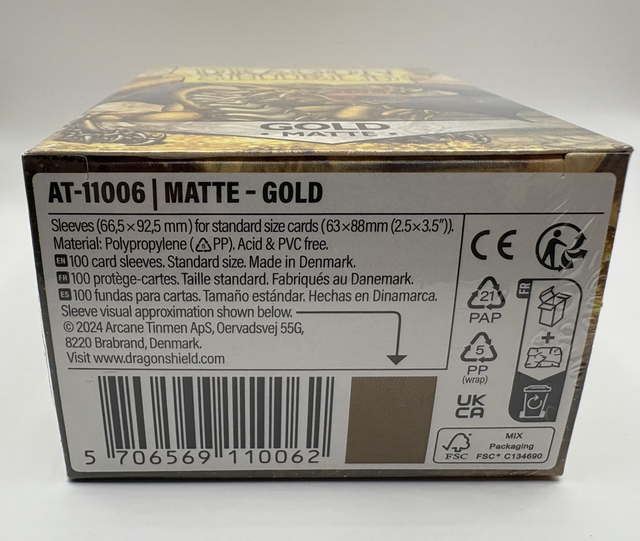 GOLD
• MATTE •
AT-11006 | MATTE - GOLD
Sleeves (66,5 × 92,5 mm) for standard size cards (63×88mm (2.5×3.5")).
Material: Polypropylene (PP). Acid & PVC free.
EN 100 card sleeves. Standard size. Made in Denmark.
FR 100 protège-cartes. Taille standard. Fabriqués au Danemark.
ES 100 fundas para cartas. Tamaño estándar. Hechas en Dinamarca.
Sleeve visual approximation shown below.
© 2024 Arcane Tinmen ApS, Oervadsvej 55G,
8220 Brabrand, Denmark.
Visit www.dragonshield.com
5 706569 110062
CE
21
PAP
5
PP
(wrap)
UK
CA
FR
FSC
MIX
Packaging
FSC® C134690